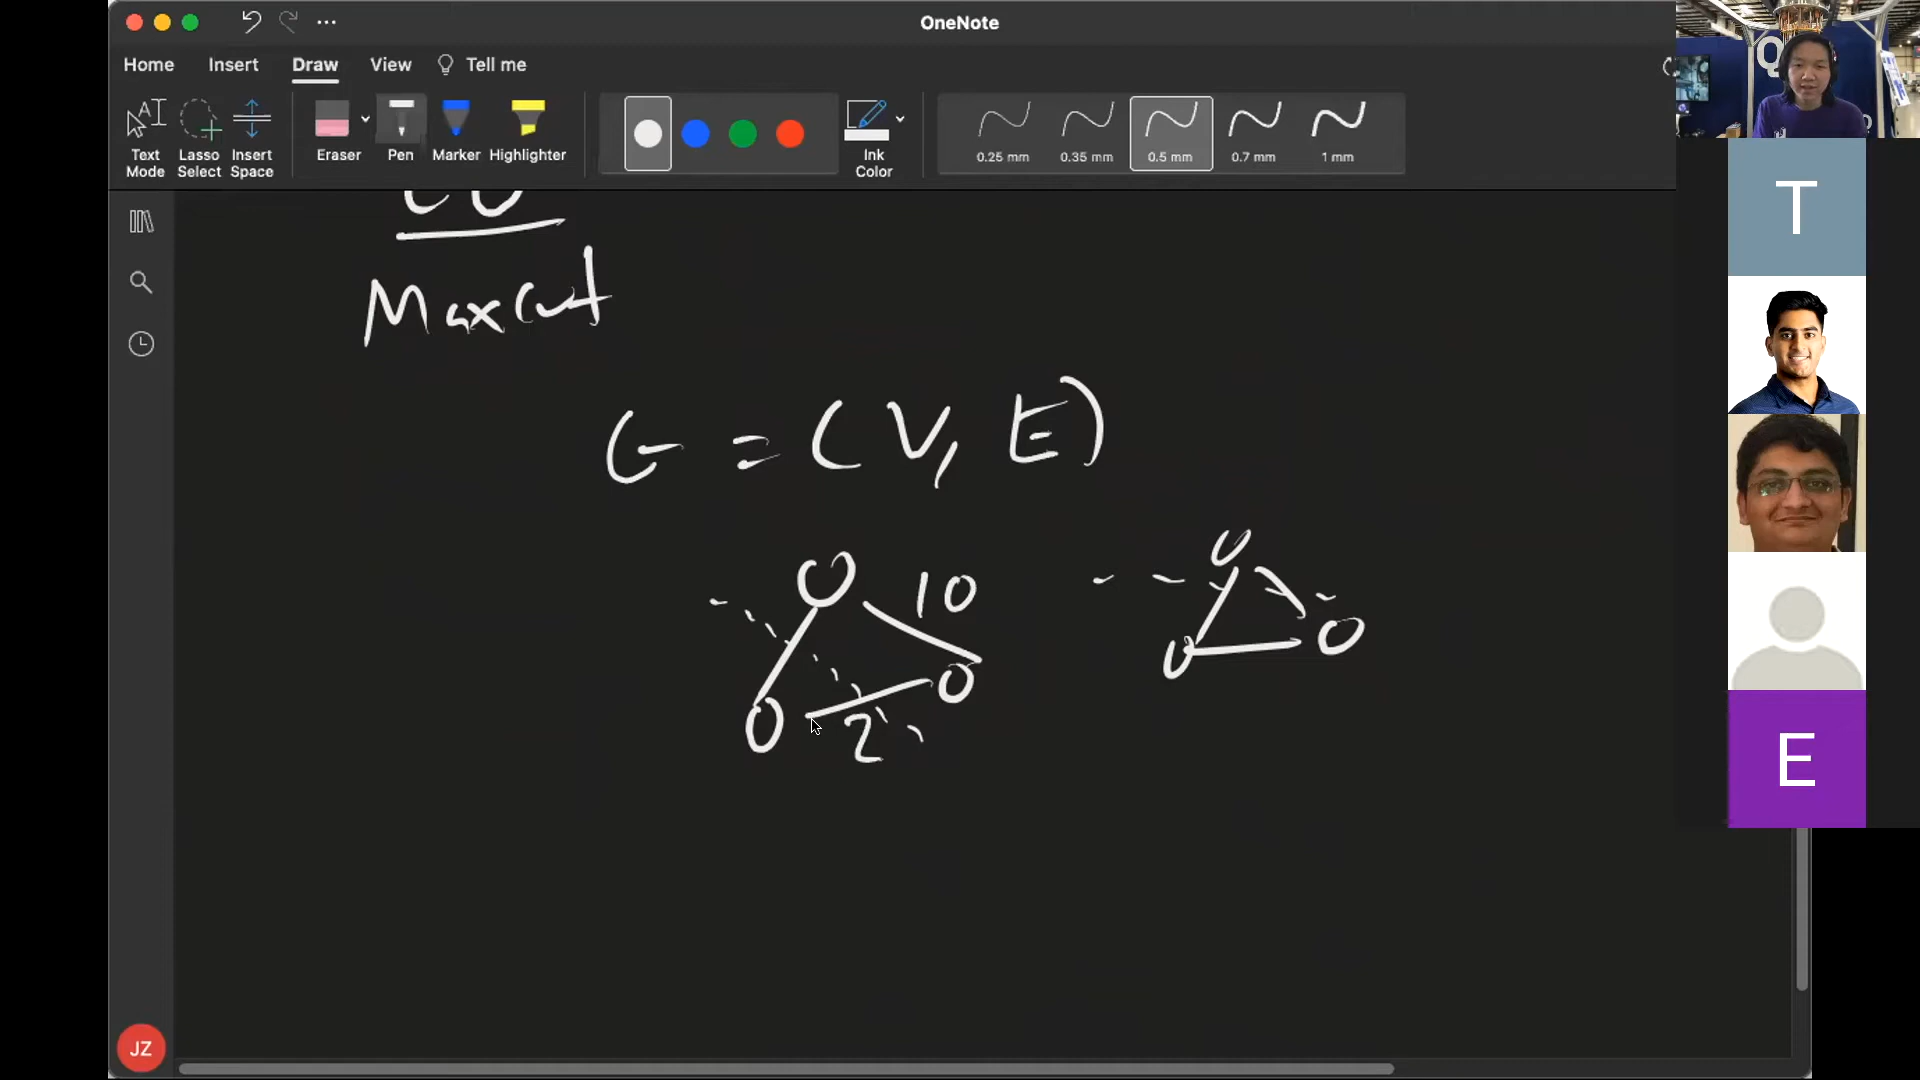 OneNote
Home Insert Draw View Tell me
Text Mode
Lasso Select
Insert Space
Eraser
Pen
Marker
Highlighter
Ink Color
0.25 mm 0.35 mm 0.5 mm 0.7 mm 1 mm
MaxCut
G = (V, E)
10
2
JZ
Q
T
E